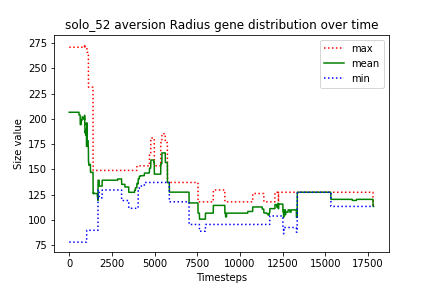 solo_52 aversion Radius gene distribution over time
275
250
225
200
175
150
125
100
75
Size value
max
mean
min
0 2500 5000 7500 10000 12500 15000 17500
Timesteps